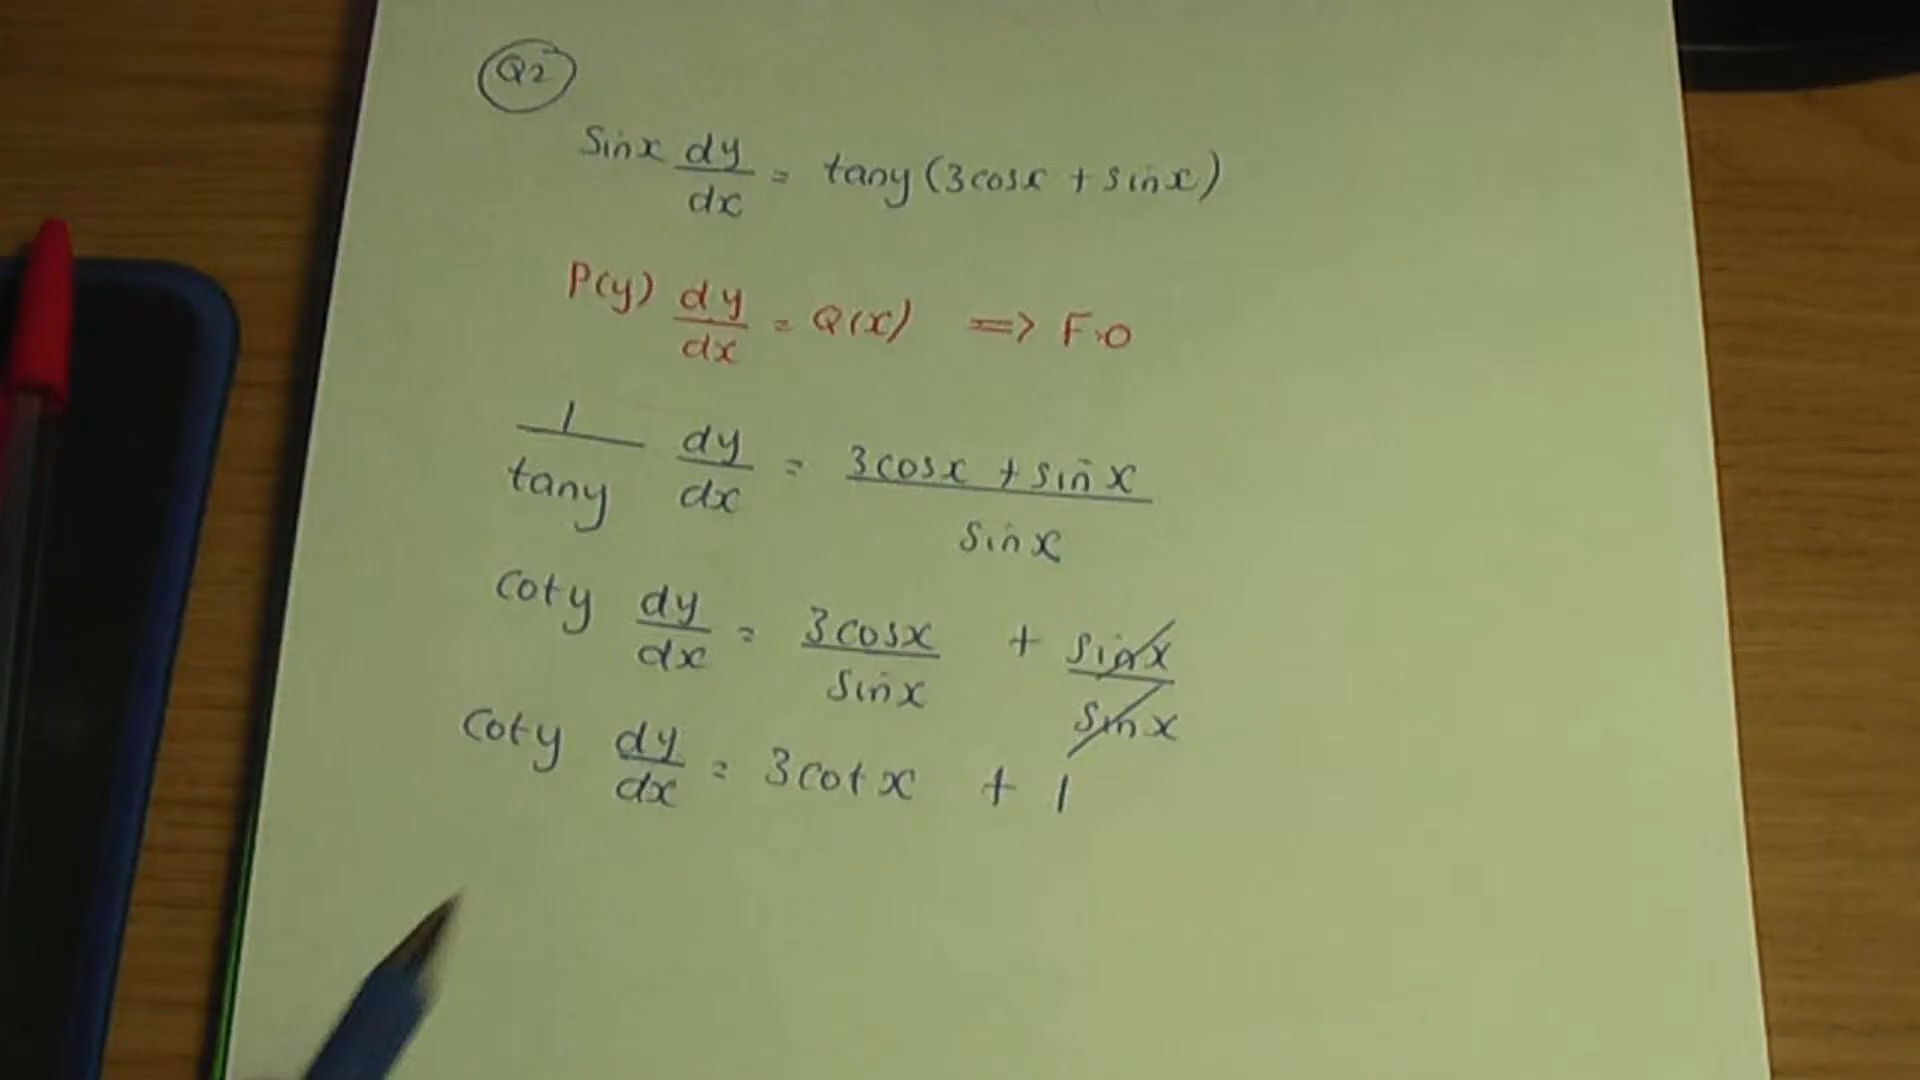 Q2
Sinx dy/dx = tany (3cosx + sinx)
P(y) dy/dx = Q(x) => F.O
1/tany dy/dx = 3cosx + sinx / sinx
Coty dy/dx = 3cosx/sinx + sinx/sinx
Coty dy/dx = 3cotx + 1